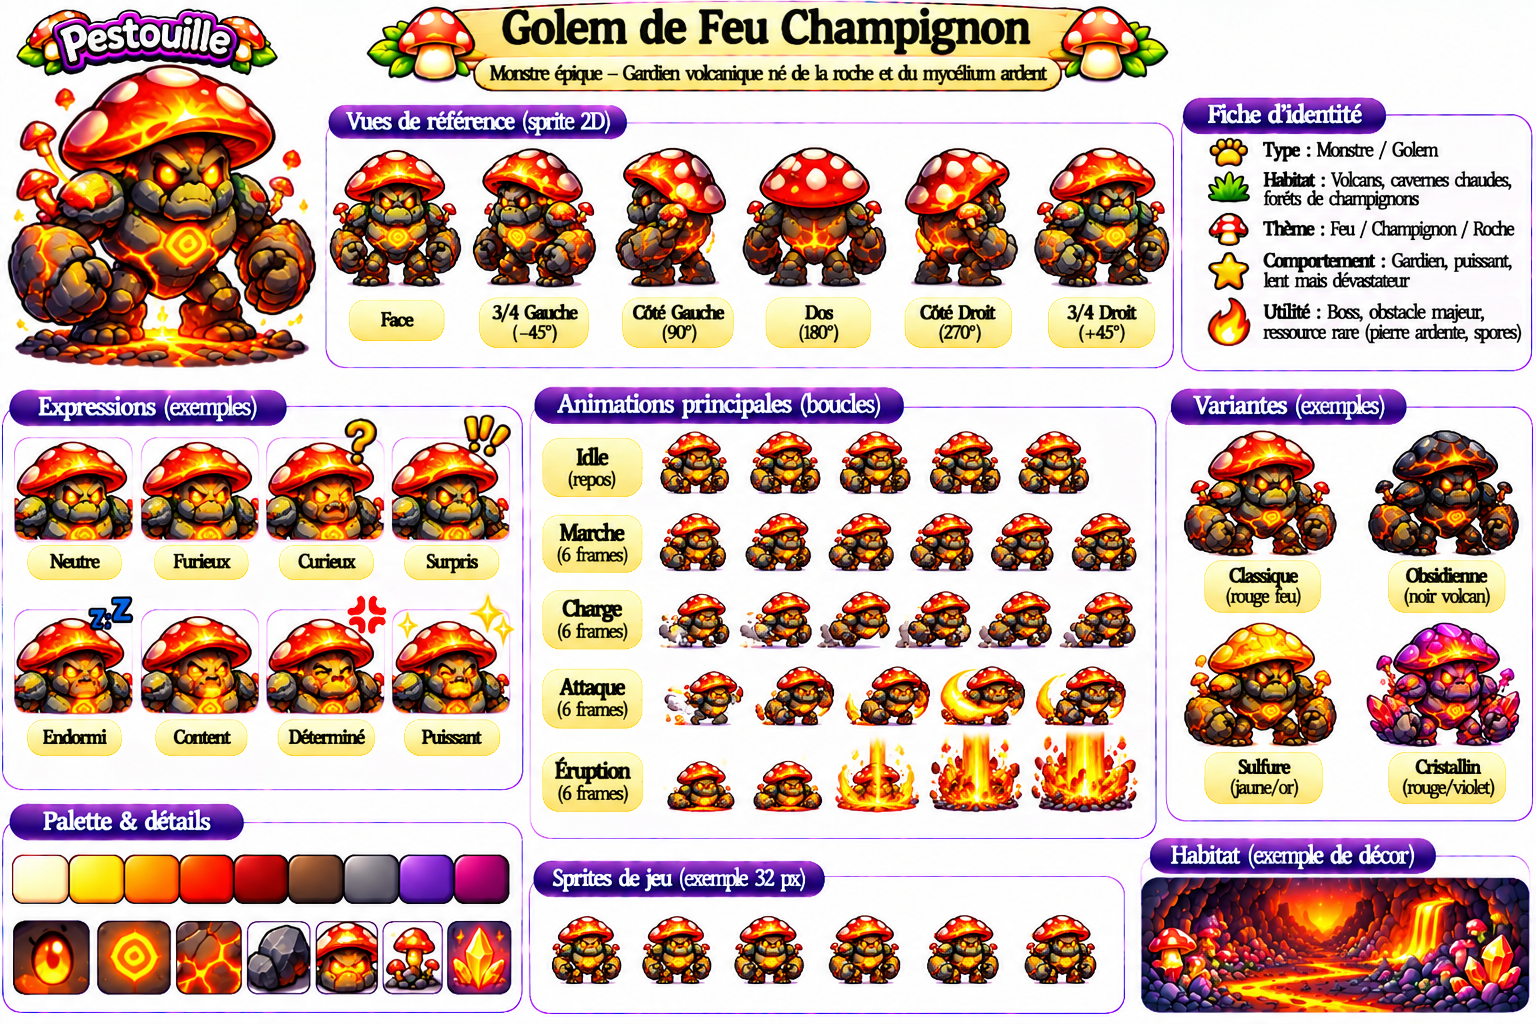 Pestouille
Golem de Feu Champignon
Monstre épique – Gardien volcanique né de la roche et du mycélium ardent
Vues de référence (sprite 2D)
Face
3/4 Gauche
(−45°)
Côté Gauche
(90°)
Dos
(180°)
Côté Droit
(270°)
3/4 Droit
(+45°)
Fiche d'identité
Type : Monstre / Golem
Habitat : Volcans, cavernes chaudes,
forêts de champignons
Thème : Feu / Champignon / Roche
Comportement : Gardien, puissant,
lent mais dévastateur
Utilité : Boss, obstacle majeur,
ressource rare (pierre ardente, spores)
Expressions (exemples)
?
!!!
Neutre
Furieux
Curieux
Surpris
z:Z
Endormi
Content
Déterminé
Puissant
Animations principales (boucles)
Idle
(repos)
Marche
(6 frames)
Charge
(6 frames)
Attaque
(6 frames)
Éruption
(6 frames)
Variantes (exemples)
Classique
(rouge feu)
Obsidienne
(noir volcan)
Sulfure
(jaune/or)
Cristallin
(rouge/violet)
Palette & détails
Sprites de jeu (exemple 32 px)
Habitat (exemple de décor)